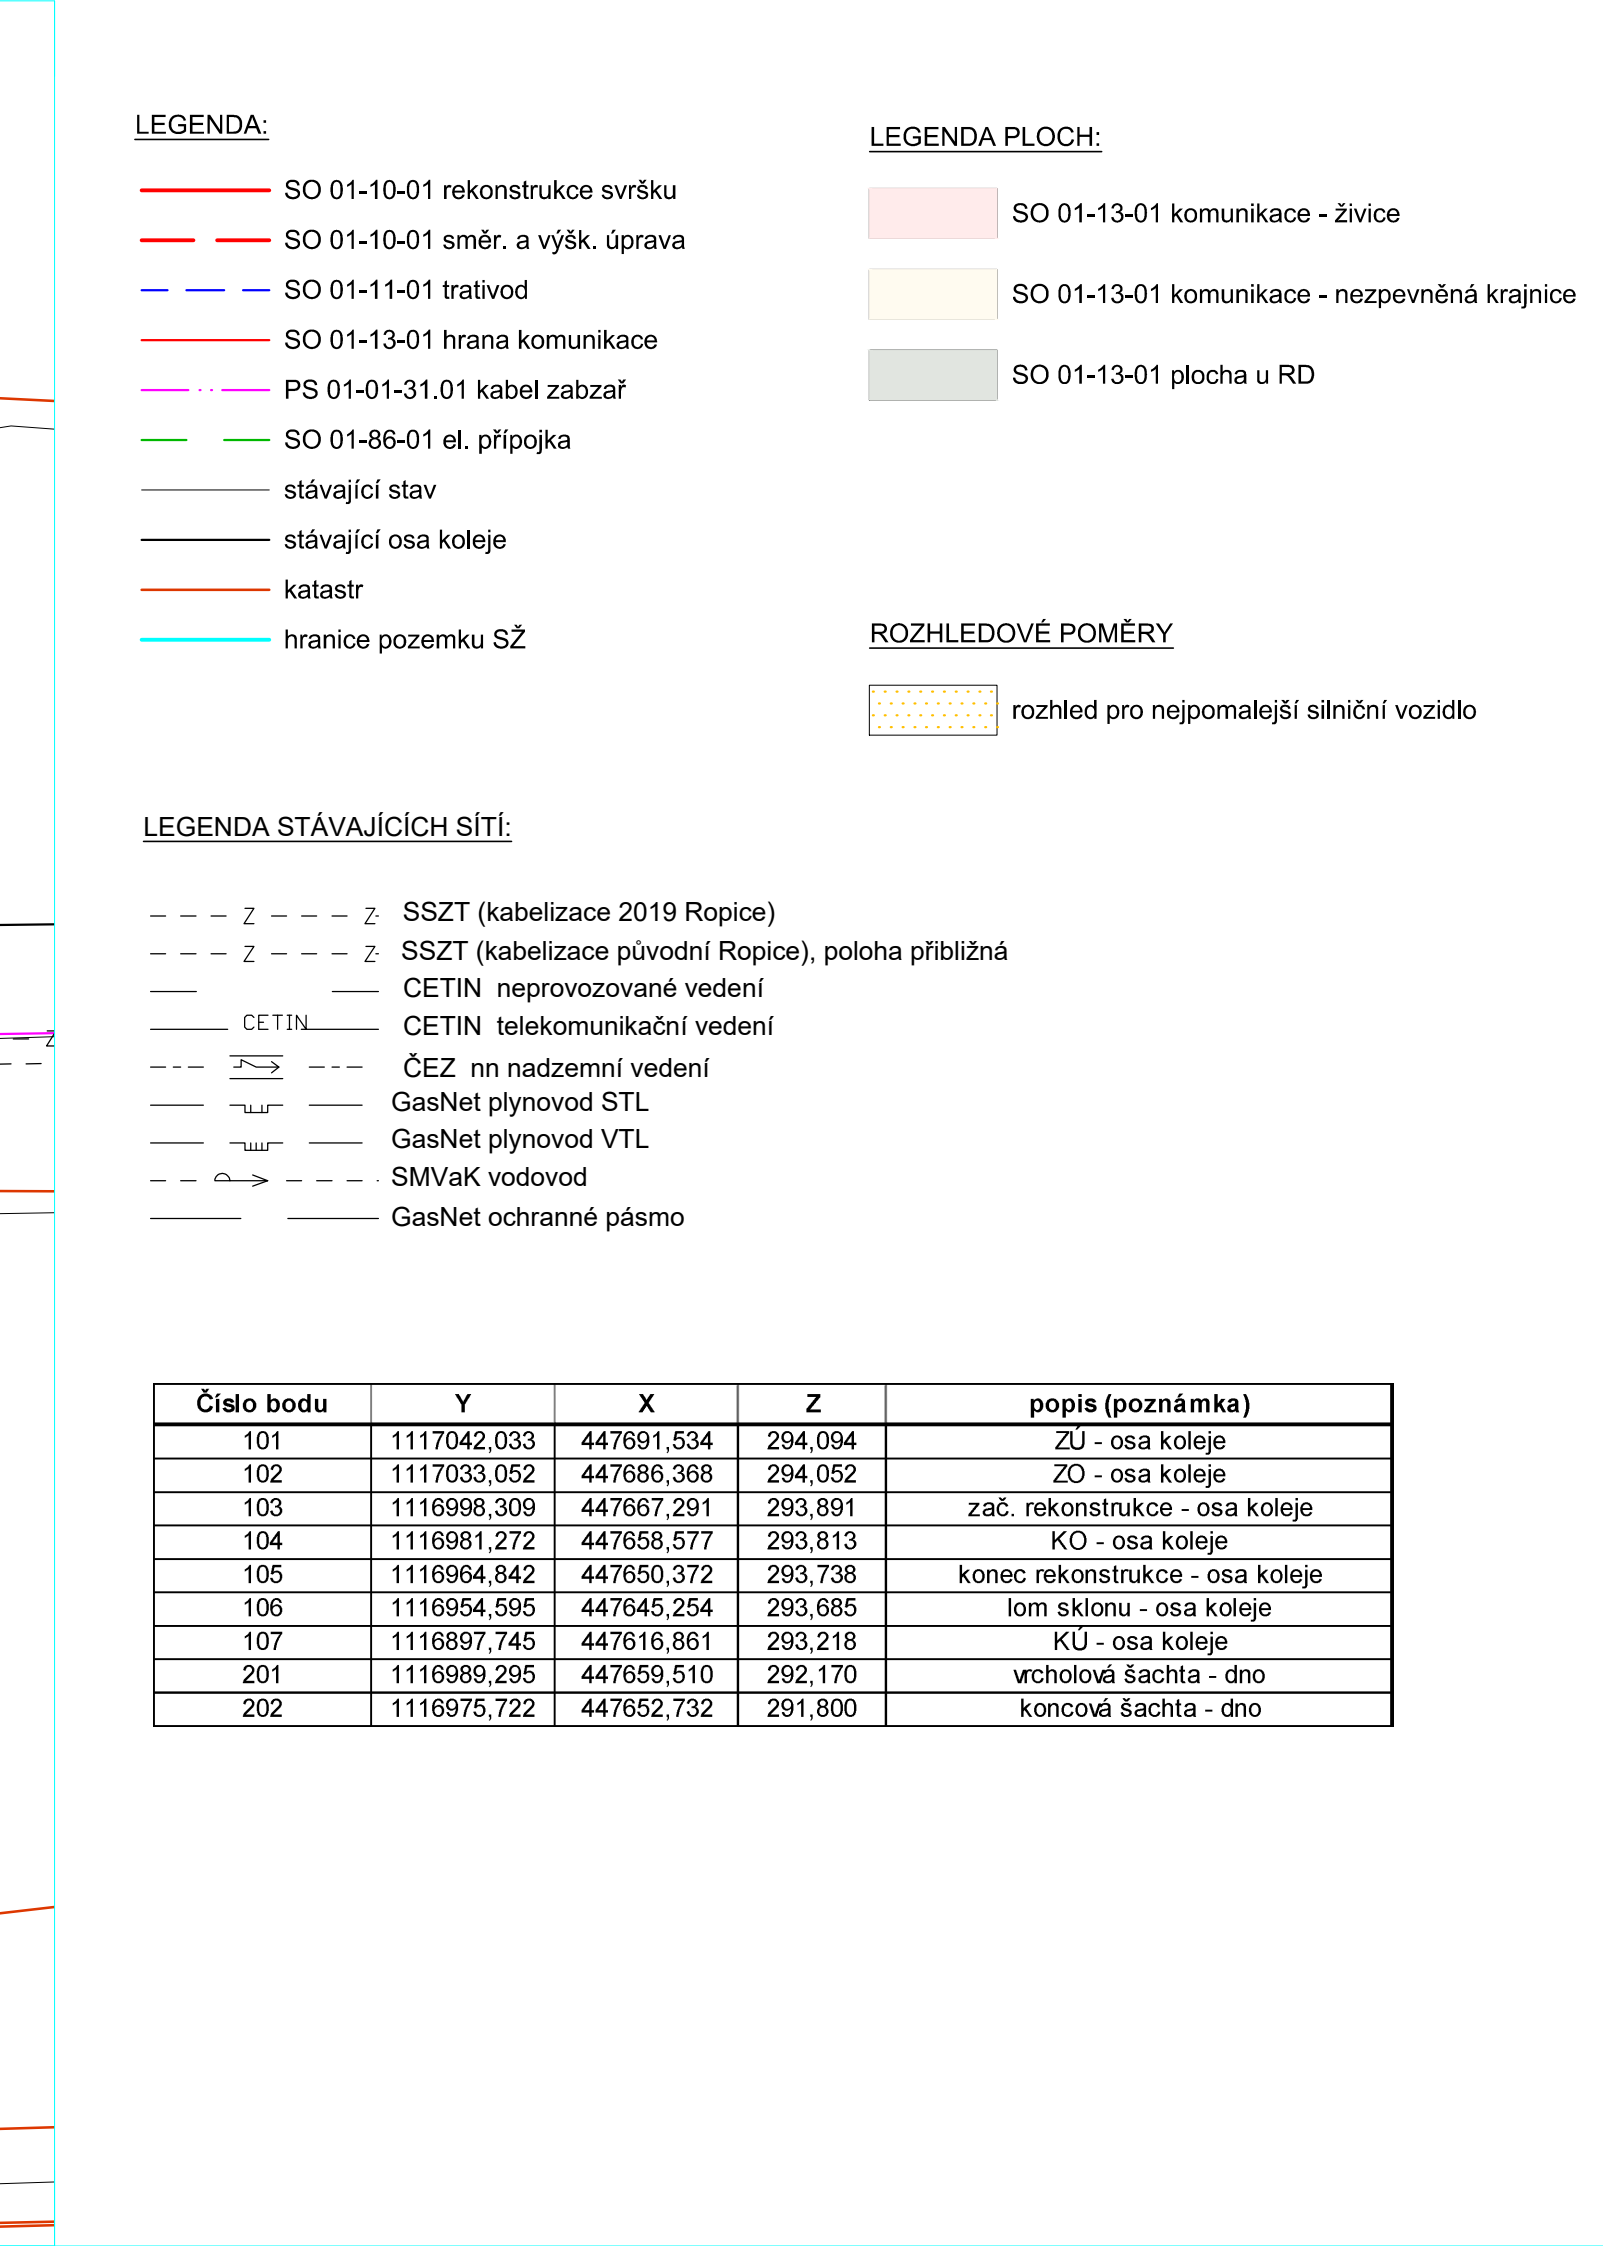 LEGENDA:
SO 01-10-01 rekonstrukce svršku
SO 01-10-01 směr. a výšk. úprava
SO 01-11-01 trativod
SO 01-13-01 hrana komunikace
PS 01-01-31.01 kabel zabzař
SO 01-86-01 el. přípojka
stávající stav
stávající osa koleje
katastr
hranice pozemku SŽ
LEGENDA PLOCH:
SO 01-13-01 komunikace - živice
SO 01-13-01 komunikace - nezpevněná krajnice
SO 01-13-01 plocha u RD
ROZHLEDOVÉ POMĚRY
rozhled pro nejpomalejší silniční vozidlo
LEGENDA STÁVAJÍCÍCH SÍTÍ:
Z Z SSZT (kabelizace 2019 Ropice)
Z Z SSZT (kabelizace původní Ropice), poloha přibližná
CETIN neprovozované vedení
CETIN CETIN telekomunikační vedení
ČEZ nn nadzemní vedení
GasNet plynovod STL
GasNet plynovod VTL
SMVaK vodovod
GasNet ochranné pásmo
Číslo bodu Y X Z popis (poznámka)
101 1117042,033 447691,534 294,094 ZÚ - osa koleje
102 1117033,052 447686,368 294,052 ZO - osa koleje
103 1116998,309 447667,291 293,891 zač. rekonstrukce - osa koleje
104 1116981,272 447658,577 293,813 KO - osa koleje
105 1116964,842 447650,372 293,738 konec rekonstrukce - osa koleje
106 1116954,595 447645,254 293,685 lom sklonu - osa koleje
107 1116897,745 447616,861 293,218 KÚ - osa koleje
201 1116989,295 447659,510 292,170 vrcholová šachta - dno
202 1116975,722 447652,732 291,800 koncová šachta - dno